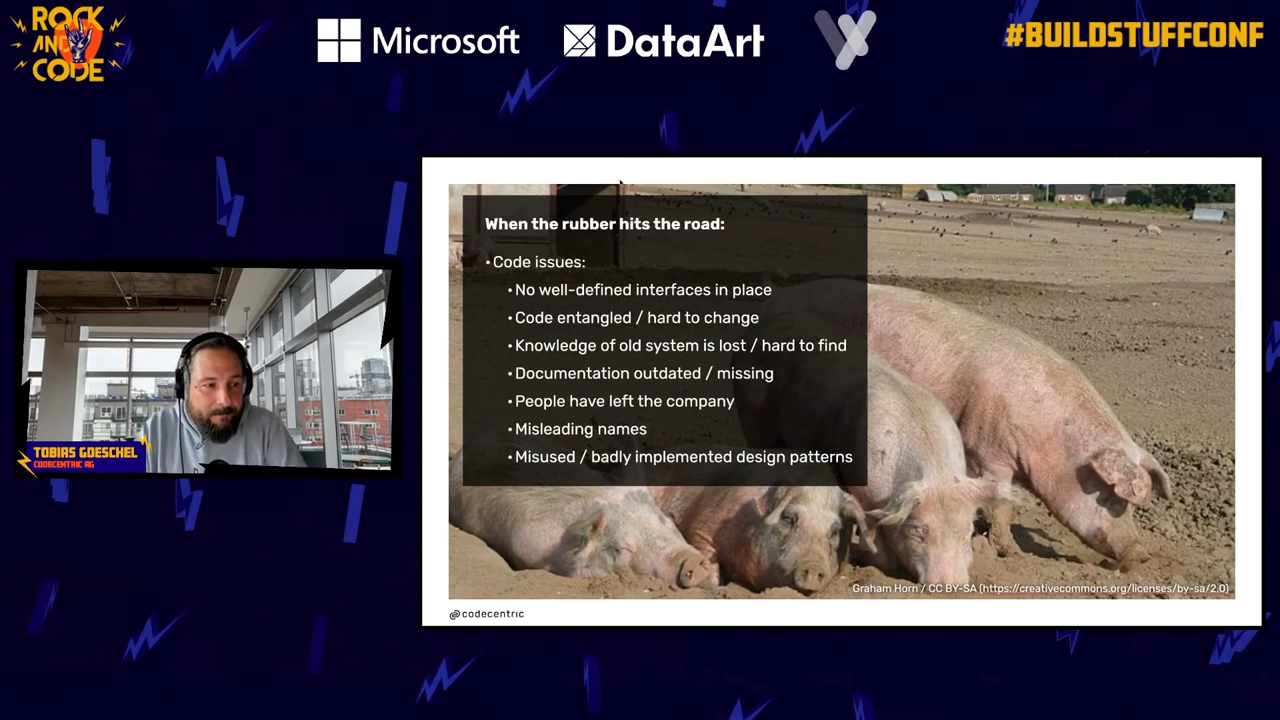 ROCK
AND
CODE
Microsoft
DataArt
#BUILDSTUFFCONF
When the rubber hits the road:
• Code issues:
• No well-defined interfaces in place
• Code entangled / hard to change
• Knowledge of old system is lost / hard to find
• Documentation outdated / missing
• People have left the company
• Misleading names
• Misused / badly implemented design patterns
TOBIAS GOESCHEL
CODECENTRIC AG
Graham Horn / CC BY-SA (https://creativecommons.org/licenses/by-sa/2.0)
codecentric